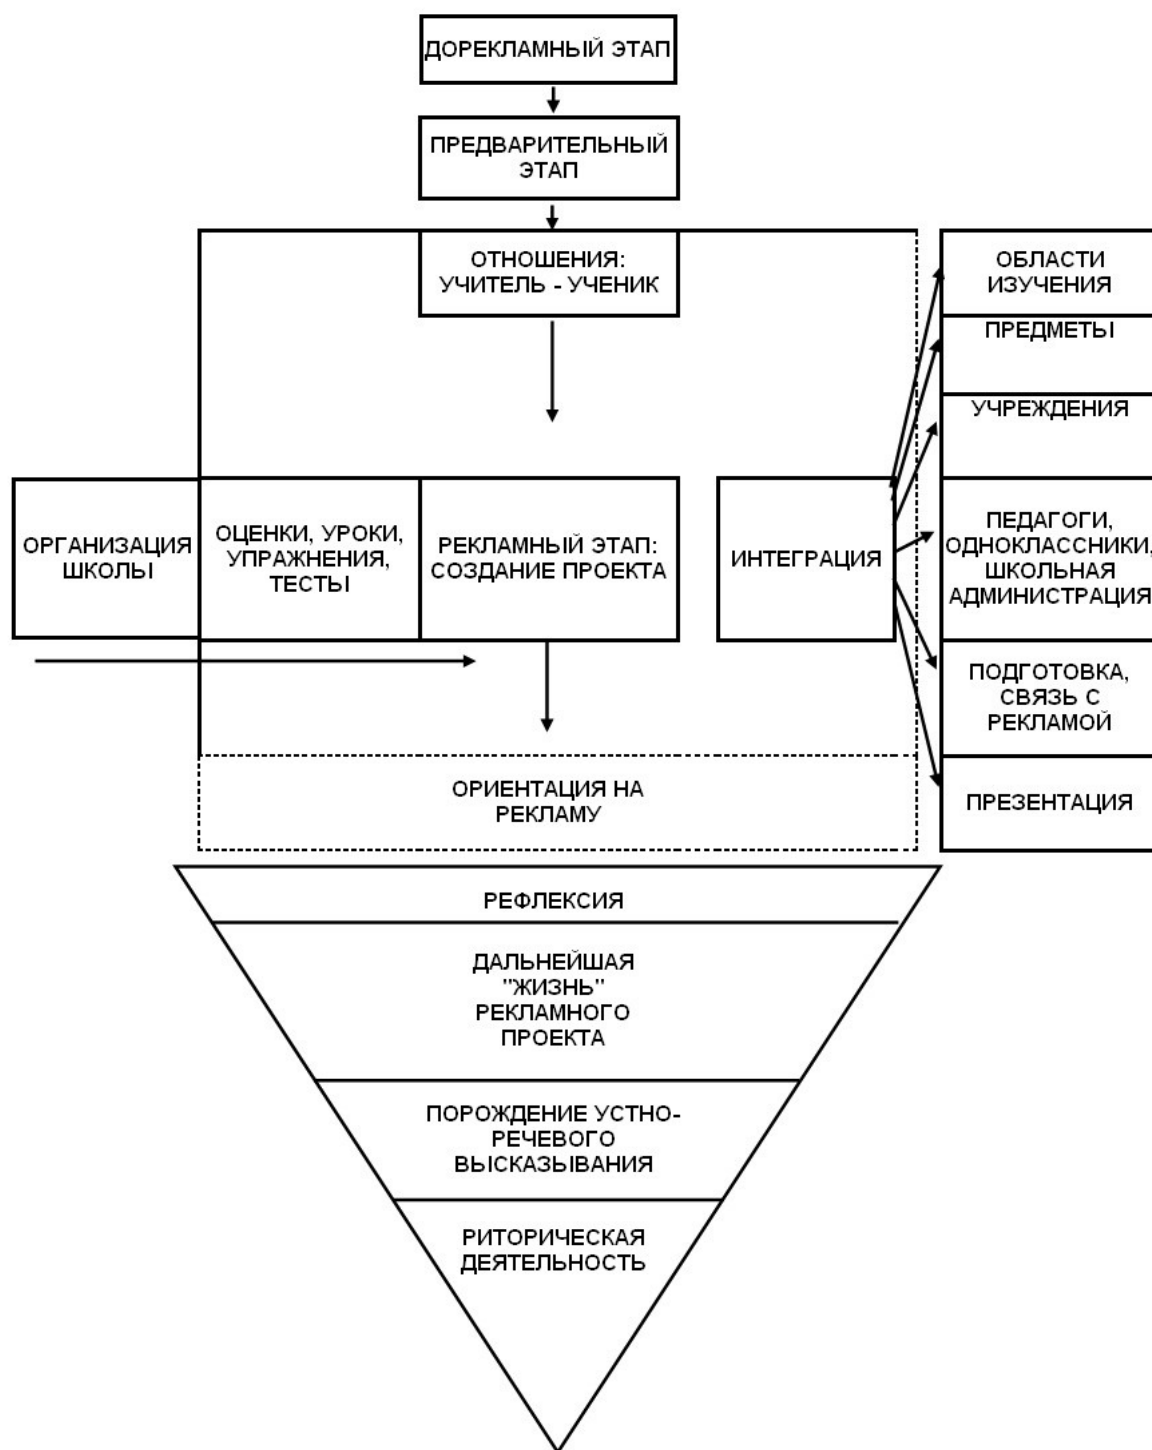 ДОРЕКЛАМНЫЙ ЭТАП
ПРЕДВАРИТЕЛЬНЫЙ
ЭТАП
ОТНОШЕНИЯ:
УЧИТЕЛЬ - УЧЕНИК
ОБЛАСТИ
ИЗУЧЕНИЯ
ПРЕДМЕТЫ
УЧРЕЖДЕНИЯ
ОРГАНИЗАЦИЯ
ШКОЛЫ
ОЦЕНКИ, УРОКИ,
УПРАЖНЕНИЯ,
ТЕСТЫ
РЕКЛАМНЫЙ ЭТАП:
СОЗДАНИЕ ПРОЕКТА
ИНТЕГРАЦИЯ
ПЕДАГОГИ,
ОДНОКЛАССНИКИ,
ШКОЛЬНАЯ
АДМИНИСТРАЦИЯ
ПОДГОТОВКА,
СВЯЗЬ С
РЕКЛАМОЙ
ПРЕЗЕНТАЦИЯ
ОРИЕНТАЦИЯ НА
РЕКЛАМУ
РЕФЛЕКСИЯ
ДАЛЬНЕЙШАЯ
"ЖИЗНЬ"
РЕКЛАМНОГО
ПРОЕКТА
ПОРОЖДЕНИЕ УСТНО-
РЕЧЕВОГО
ВЫСКАЗЫВАНИЯ
РИТОРИЧЕСКАЯ
ДЕЯТЕЛЬНОСТЬ